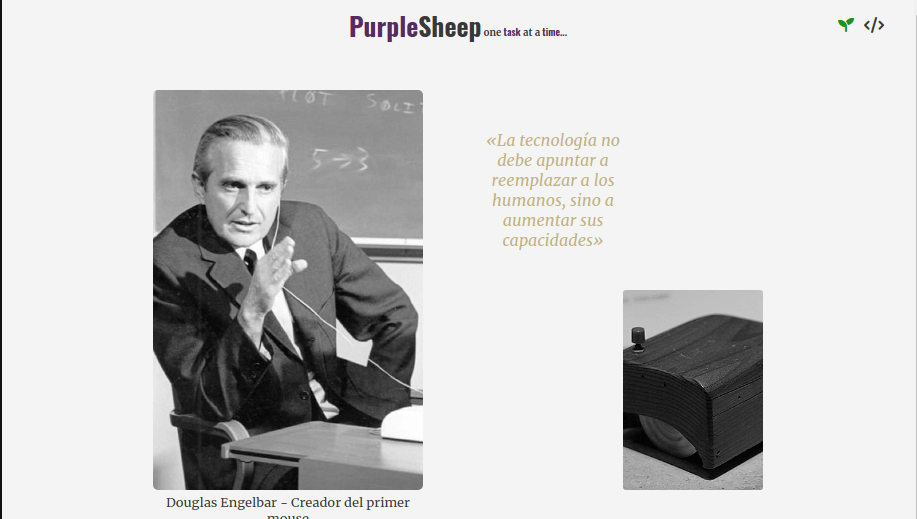 PurpleSheep one task at a time...
PLOT SOLI
5→3
«La tecnología no
debe apuntar a
reemplazar a los
humanos, sino a
aumentar sus
capacidades»
Douglas Engelbar - Creador del primer
mouse